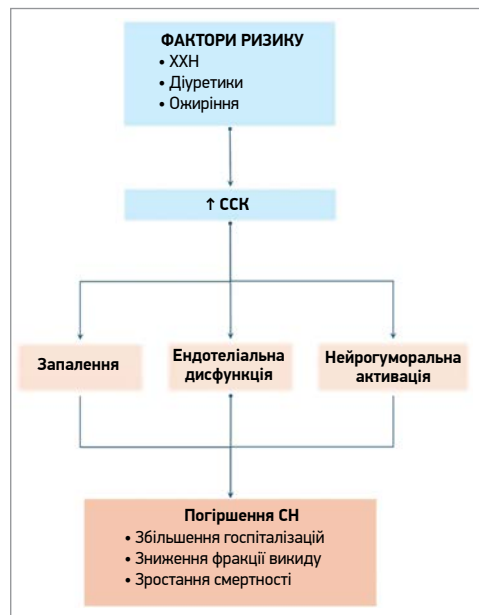 ФАКТОРИ РИЗИКУ
• ХХН
• Діуретики
• Ожиріння
↑ ССК
Запалення
Ендотеліальна
дисфункція
Нейрогуморальна
активація
Погіршення СН
• Збільшення госпіталізацій
• Зниження фракції викиду
• Зростання смертності